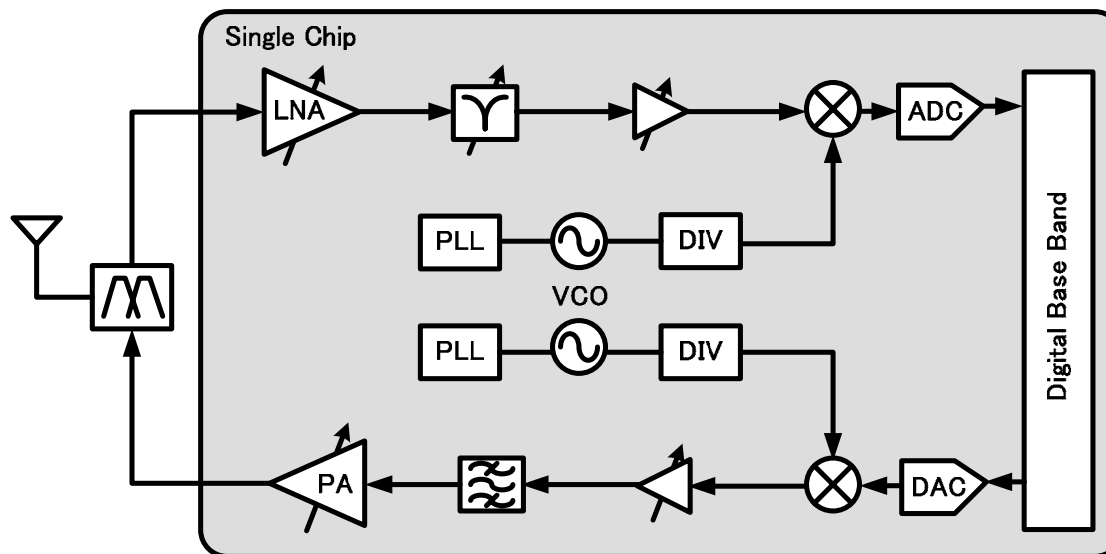 Single Chip
LNA
ADC
PLL
DIV
VCO
PLL
DIV
PA
DAC
Digital Base Band